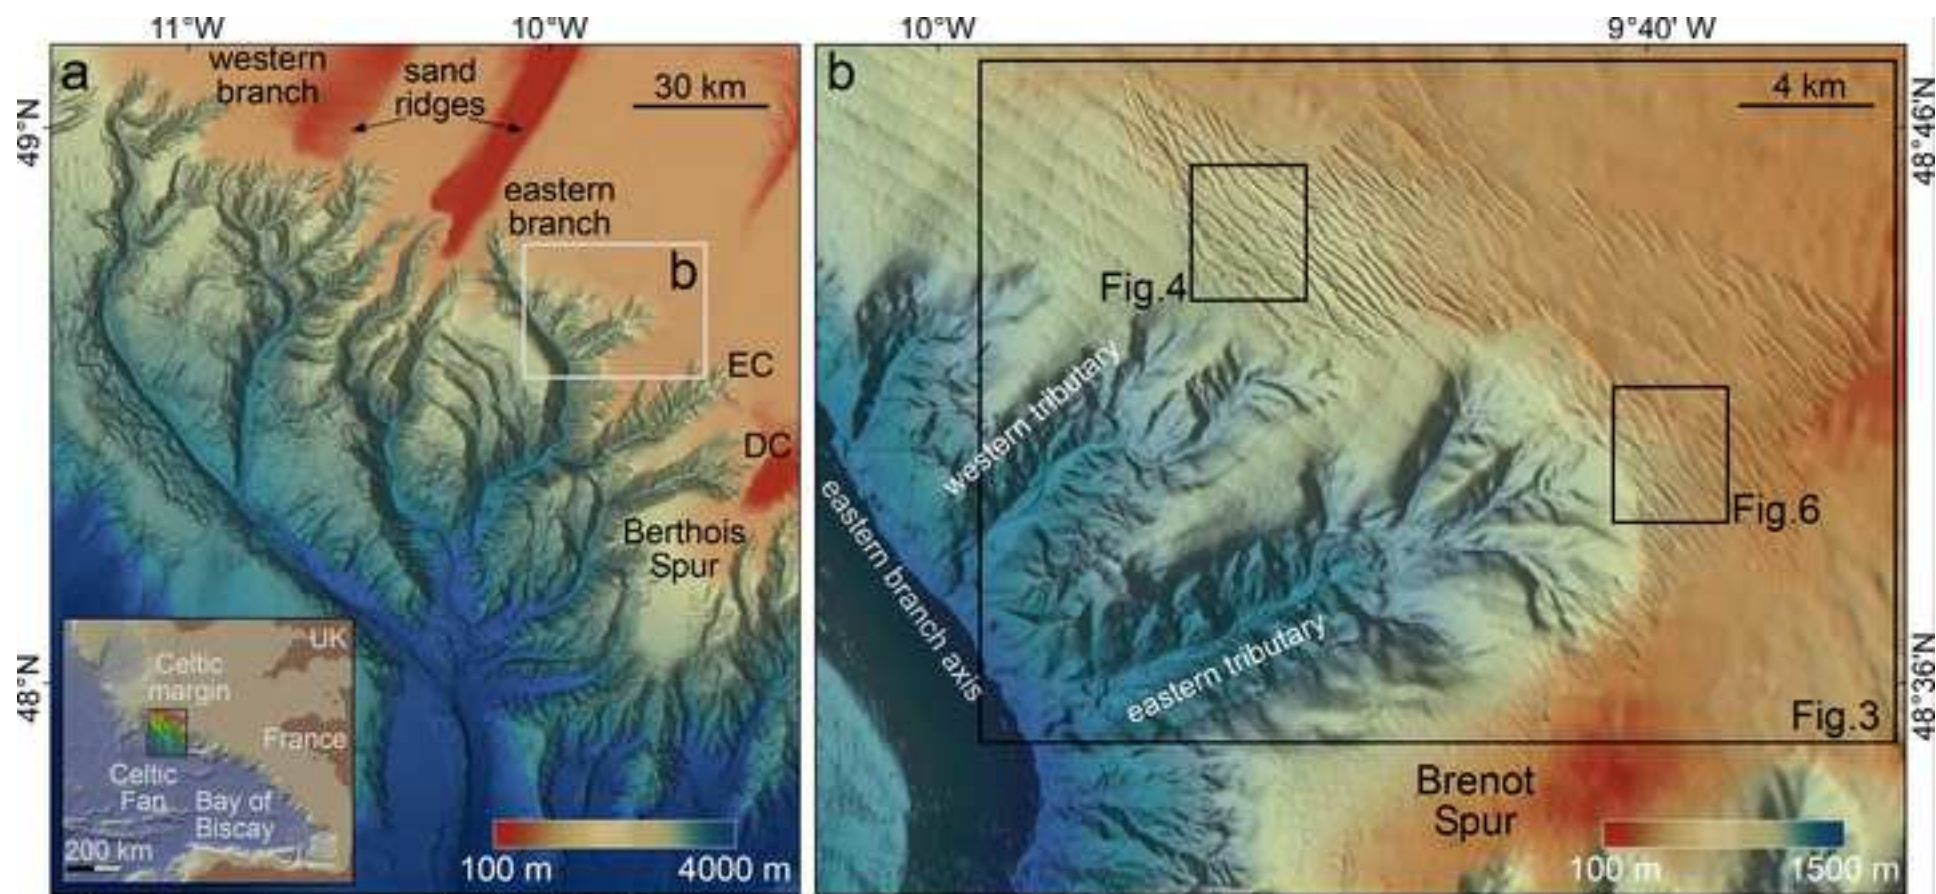 11°W
10°W
10°W
9°40' W
a
western
branch
sand
ridges
30 km
49°N
eastern
branch
b
EC
DC
Berthois
Spur
48°N
UK
Celtic
margin
France
Celtic
Fan
Bay of
Biscay
200 km
100 m
4000 m
b
4 km
48°46'N
Fig.4
western tributary
eastern branch axis
Fig.6
eastern tributary
48°36'N
Fig.3
Brenot
Spur
100 m
1500 m